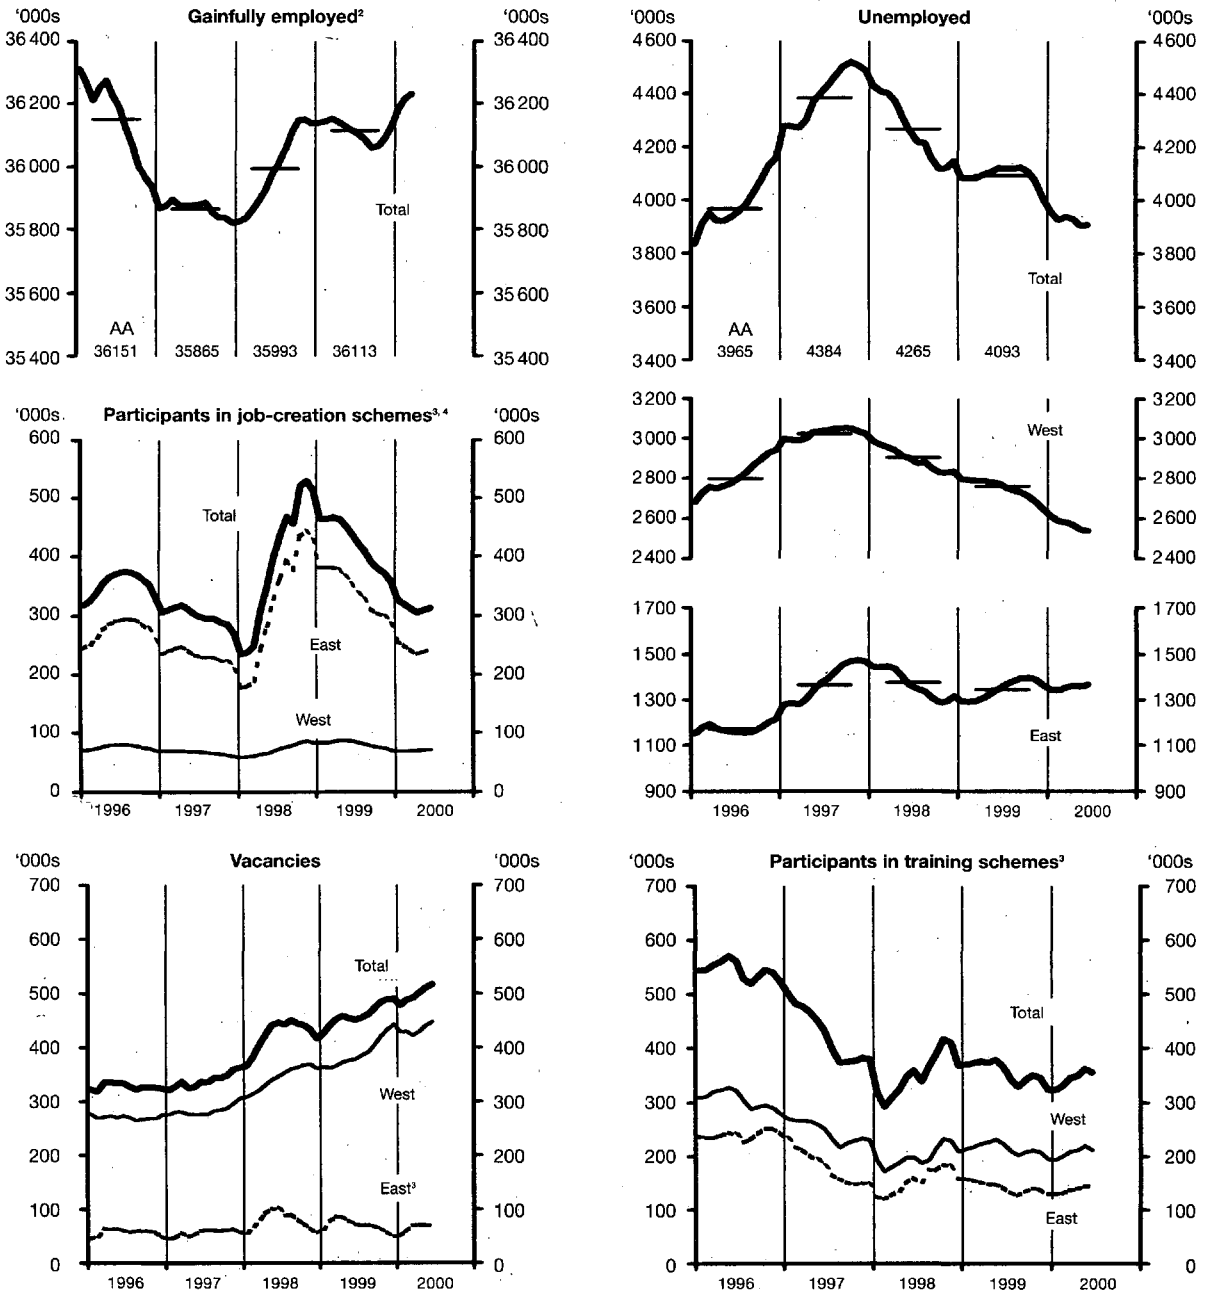 Gainfully employed²
'000s
'000s
36 400
36 200
36 000
35 800
35 600
35 400
36 400
36 200
36 000
35 800
35 600
35 400
Total
AA
36151 35865 35993 36113
Unemployed
'000s
'000s
4600
4400
4200
4000
3800
3600
3400
4600
4400
4200
4000
3800
3600
3400
Total
AA
3965 4384 4265 4093
3200
3000
2800
2600
2400
3200
3000
2800
2600
2400
West
1700
1500
1300
1100
900
1700
1500
1300
1100
900
East
1996 1997 1998 1999 2000
Participants in job-creation schemes³,⁴
'000s
'000s
600
500
400
300
200
100
0
600
500
400
300
200
100
0
Total
East
West
1996 1997 1998 1999 2000
Vacancies
'000s
'000s
700
600
500
400
300
200
100
0
700
600
500
400
300
200
100
0
Total
West
East³
1996 1997 1998 1999 2000
Participants in training schemes³
'000s
'000s
700
600
500
400
300
200
100
0
700
600
500
400
300
200
100
0
Total
West
East
1996 1997 1998 1999 2000